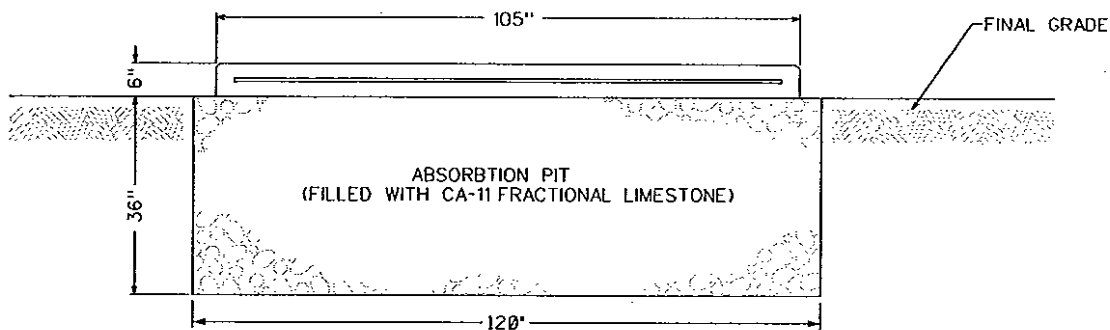 105"
FINAL GRADE
6"
36"
ABSORBTION PIT
(FILLED WITH CA-11 FRACTIONAL LIMESTONE)
120"